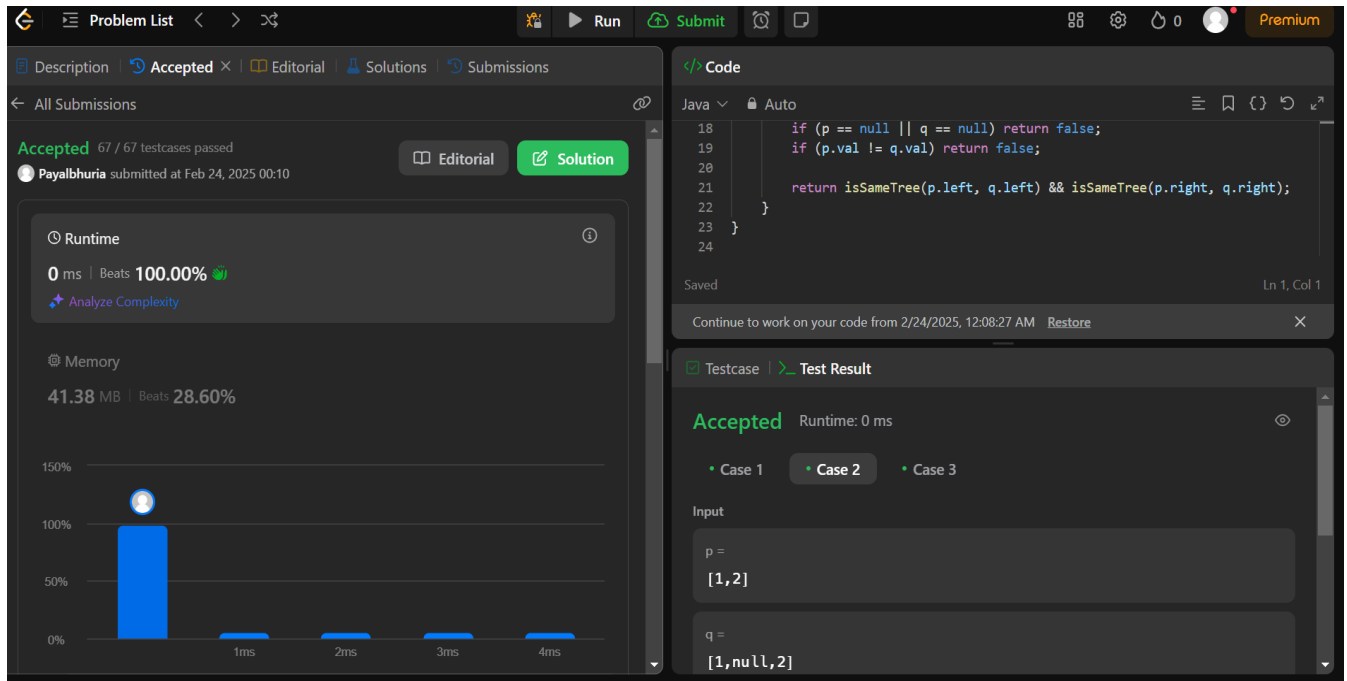 Problem List
Run
Submit
0
Premium
Description
Accepted
Editorial
Solutions
Submissions
All Submissions
Accepted 67 / 67 testcases passed
Payalbhuria submitted at Feb 24, 2025 00:10
Editorial
Solution
Runtime
0 ms | Beats 100.00%
Analyze Complexity
Memory
41.38 MB | Beats 28.60%
150%
100%
50%
0%
1ms 2ms 3ms 4ms
</> Code
Java
Auto
18 if (p == null || q == null) return false;
19 if (p.val != q.val) return false;
20
21 return isSameTree(p.left, q.left) && isSameTree(p.right, q.right);
22 }
23 }
24
Saved
Ln 1, Col 1
Continue to work on your code from 2/24/2025, 12:08:27 AM Restore
Testcase
>_ Test Result
Accepted Runtime: 0 ms
• Case 1 • Case 2 • Case 3
Input
p =
[1,2]
q =
[1,null,2]